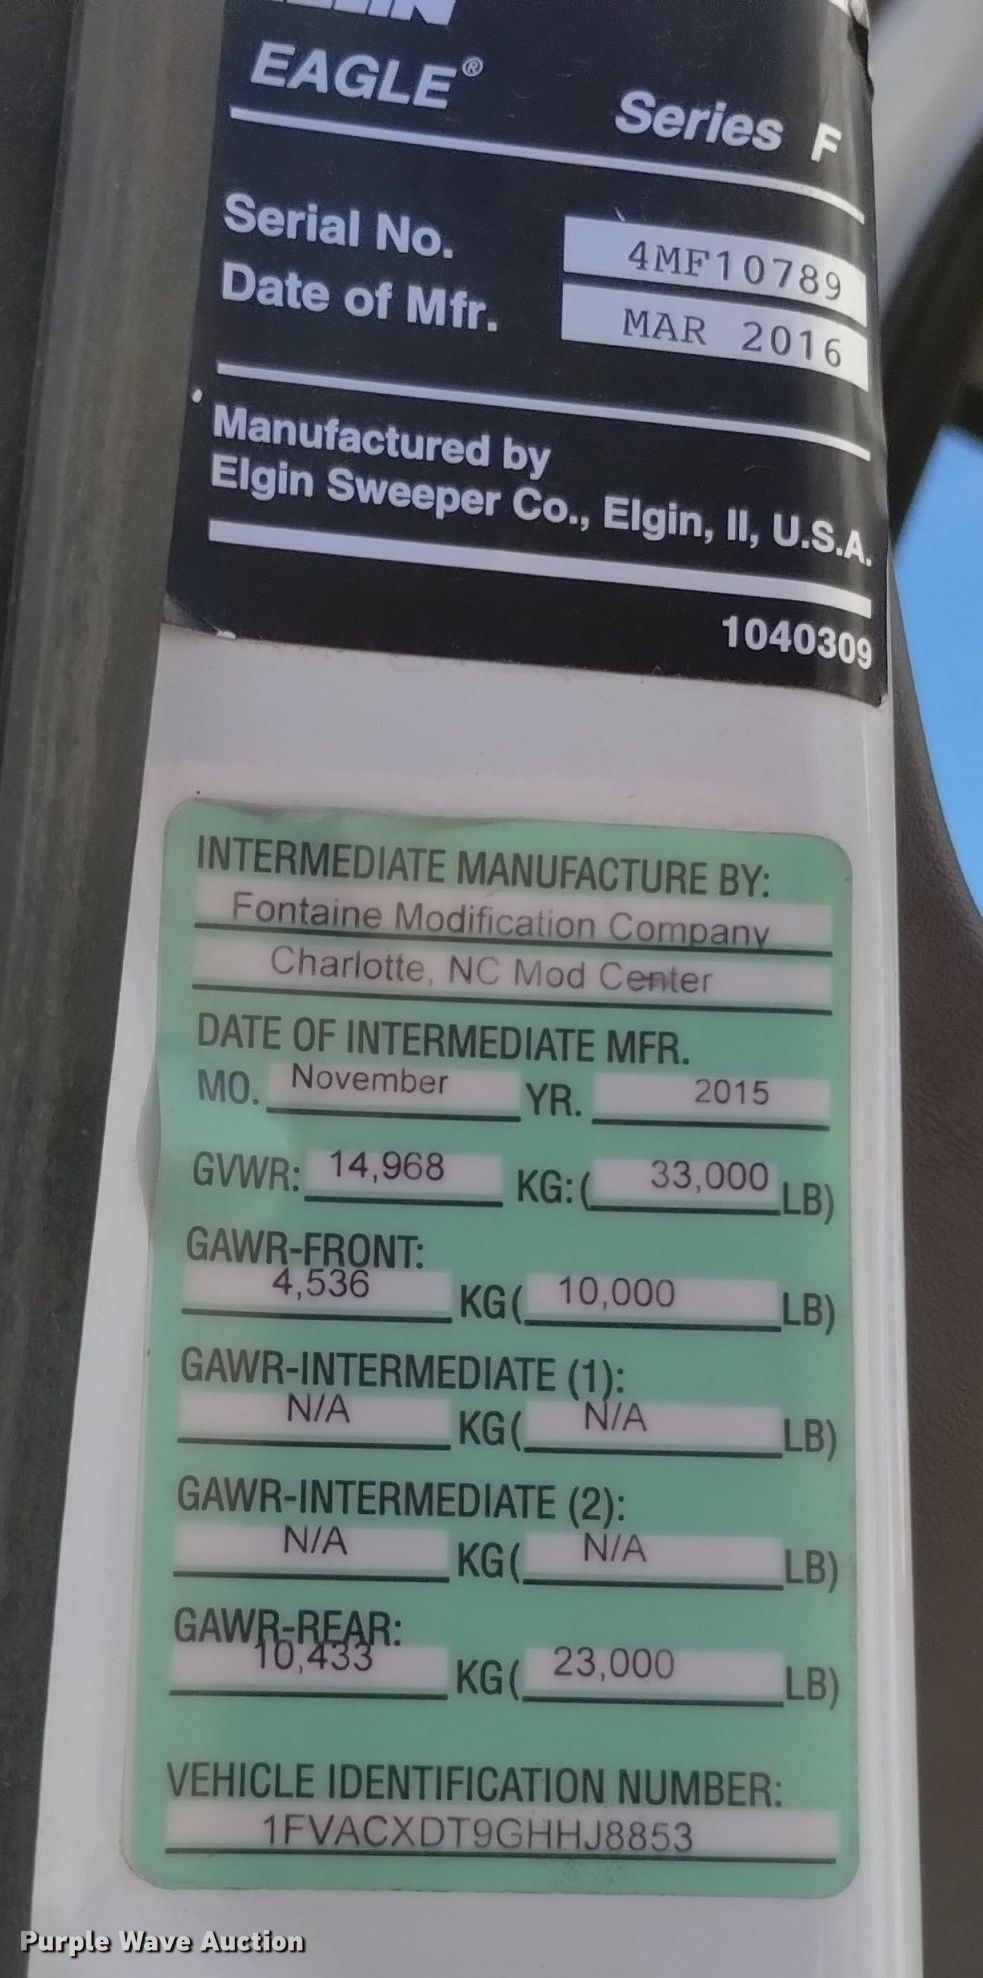 EAGLE® Series F
Serial No. 4MF10789
Date of Mfr. MAR 2016
Manufactured by
Elgin Sweeper Co., Elgin, Il, U.S.A.
1040309
INTERMEDIATE MANUFACTURE BY:
Fontaine Modification Company
Charlotte, NC Mod Center
DATE OF INTERMEDIATE MFR.
MO. November YR. 2015
GVWR: 14,968 KG: ( 33,000 LB)
GAWR-FRONT:
4,536 KG ( 10,000 LB)
GAWR-INTERMEDIATE (1):
N/A KG ( N/A LB)
GAWR-INTERMEDIATE (2):
N/A KG ( N/A LB)
GAWR-REAR:
10,433 KG ( 23,000 LB)
VEHICLE IDENTIFICATION NUMBER:
1FVACXDT9GHHJ8853
Purple Wave Auction